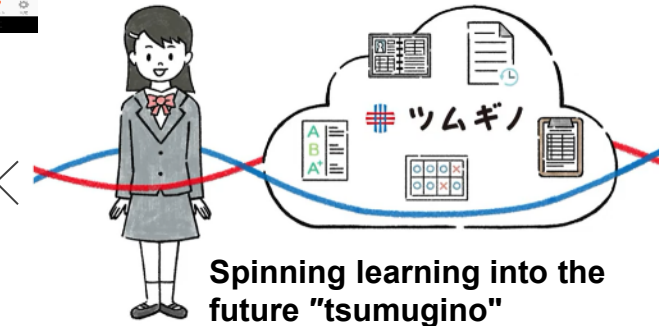 ツムギノ
A
B
A+
Spinning learning into the
future "tsumugino"